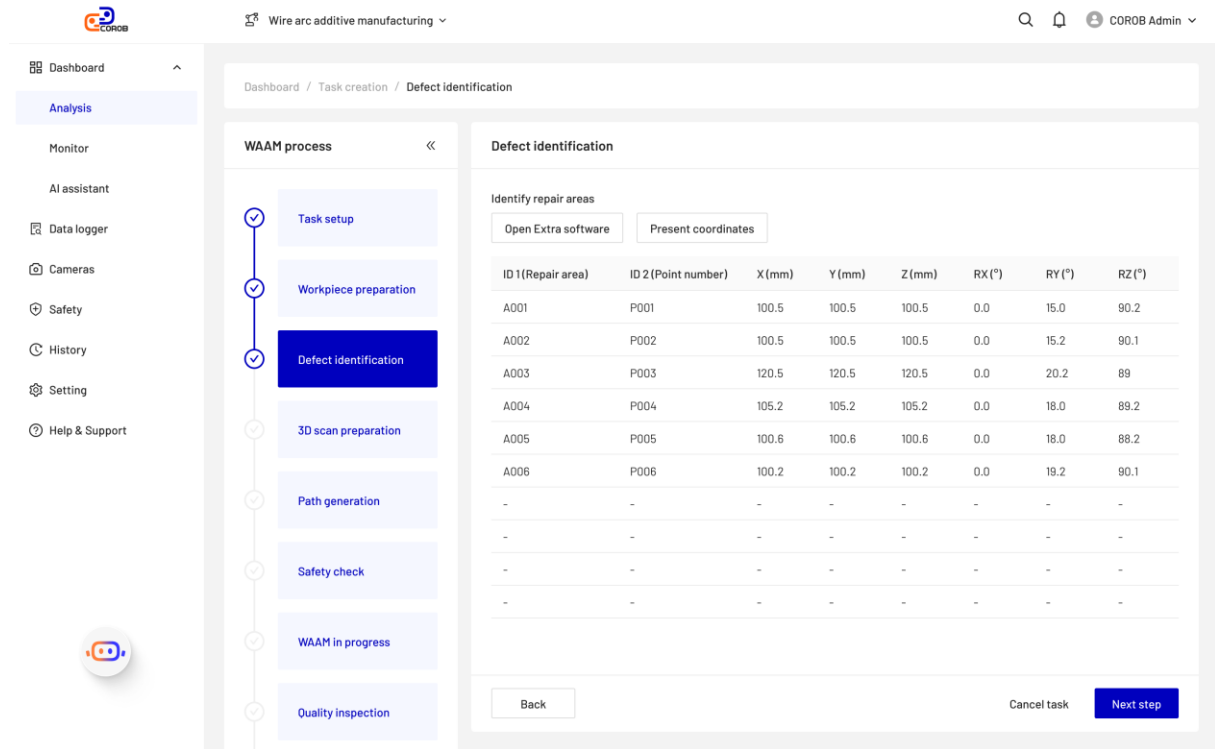 COROB
Wire arc additive manufacturing
COROB Admin
Dashboard
Analysis
Monitor
AI assistant
Data logger
Cameras
Safety
History
Setting
Help & Support
Dashboard / Task creation / Defect identification
WAAM process
Task setup
Workpiece preparation
Defect identification
3D scan preparation
Path generation
Safety check
WAAM in progress
Quality inspection
Defect identification
Identify repair areas
Open Extra software Present coordinates
ID 1 (Repair area) ID 2 (Point number) X (mm) Y (mm) Z (mm) RX (°) RY (°) RZ (°)
A001 P001 100.5 100.5 100.5 0.0 15.0 90.2
A002 P002 100.5 100.5 100.5 0.0 15.2 90.1
A003 P003 120.5 120.5 120.5 0.0 20.2 89
A004 P004 105.2 105.2 105.2 0.0 18.0 89.2
A005 P005 100.6 100.6 100.6 0.0 18.0 88.2
A006 P006 100.2 100.2 100.2 0.0 19.2 90.1
- - - - - - - -
- - - - - - - -
- - - - - - - -
- - - - - - - -
Back Cancel task Next step